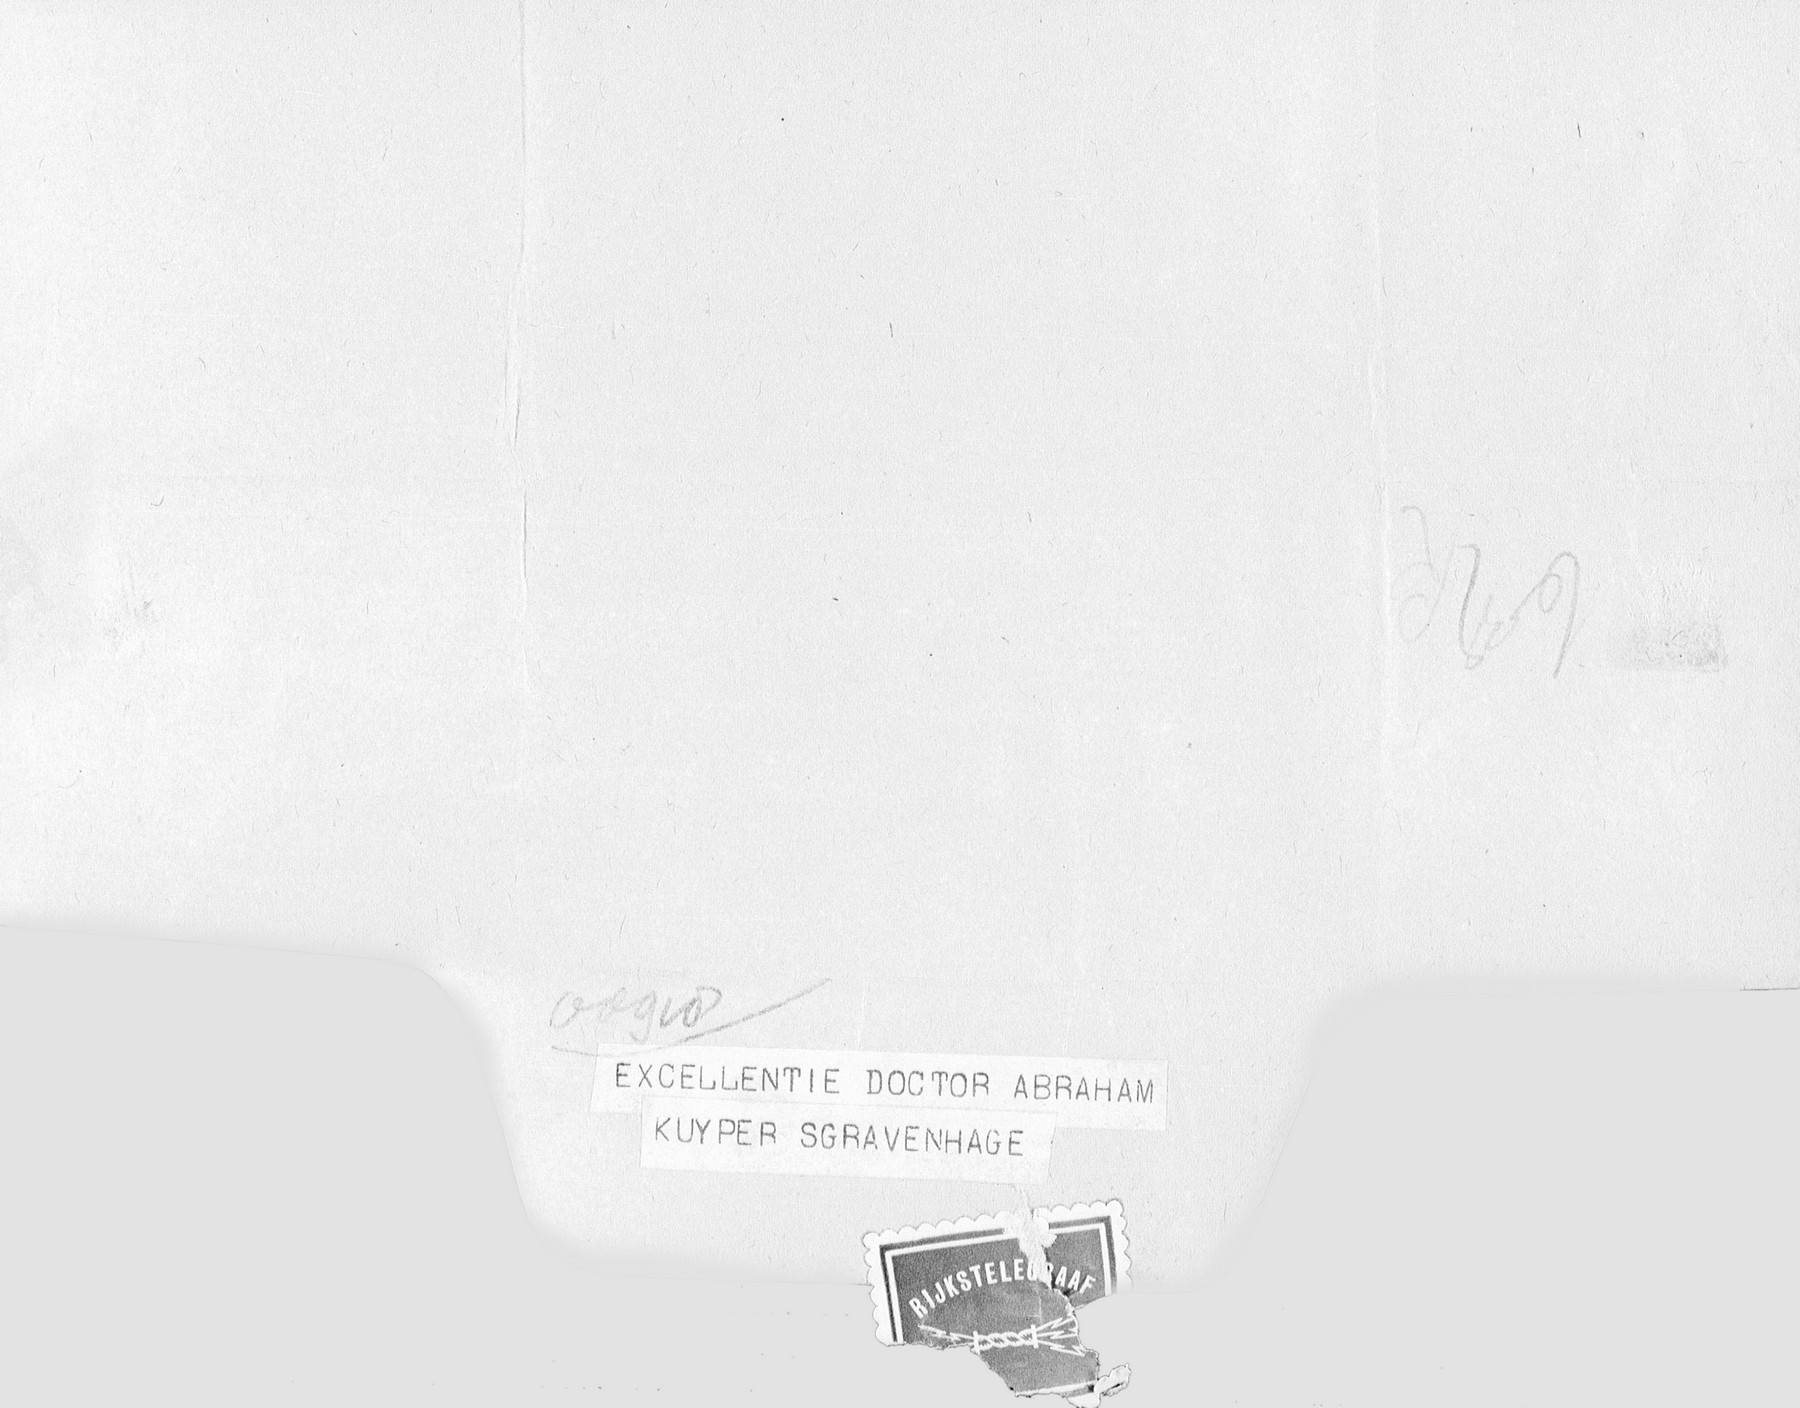 EXCELLENTIE DOCTOR ABRAHAM
KUYPER SGRAVENHAGE
RIJKSTELEGRAAF